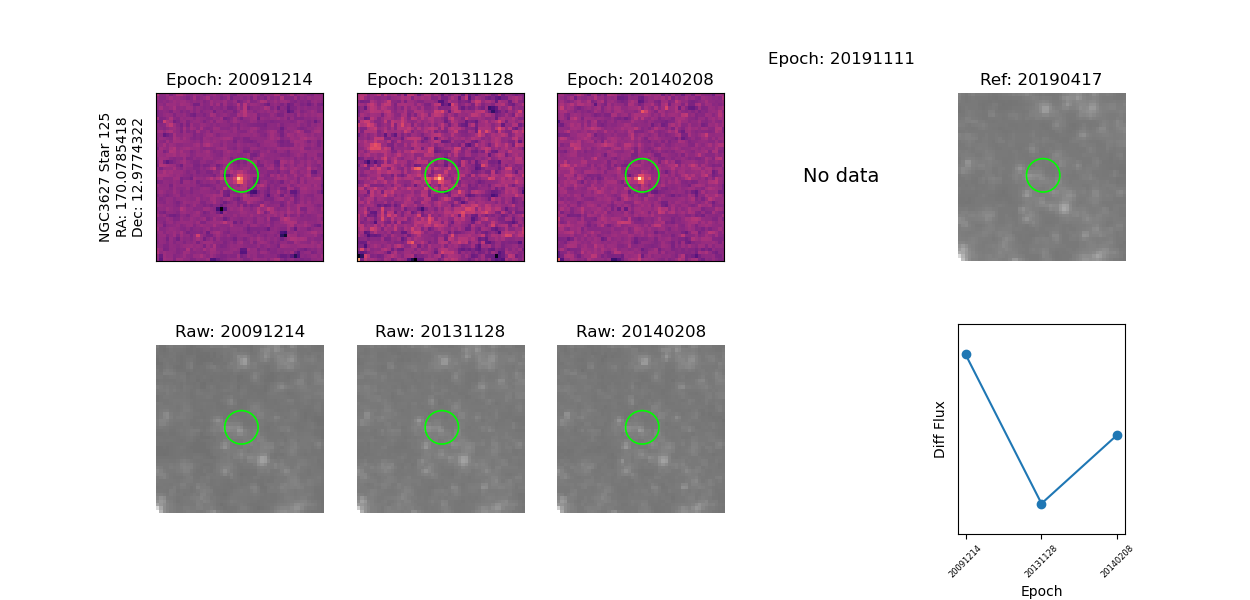 Epoch: 20191111
Epoch: 20091214
Epoch: 20131128
Epoch: 20140208
Ref: 20190417
NGC3627 Star 125
RA: 170.0785418
Dec: 12.9774322
No data
Raw: 20091214
Raw: 20131128
Raw: 20140208
Diff Flux
20091214
20131128
20140208
Epoch